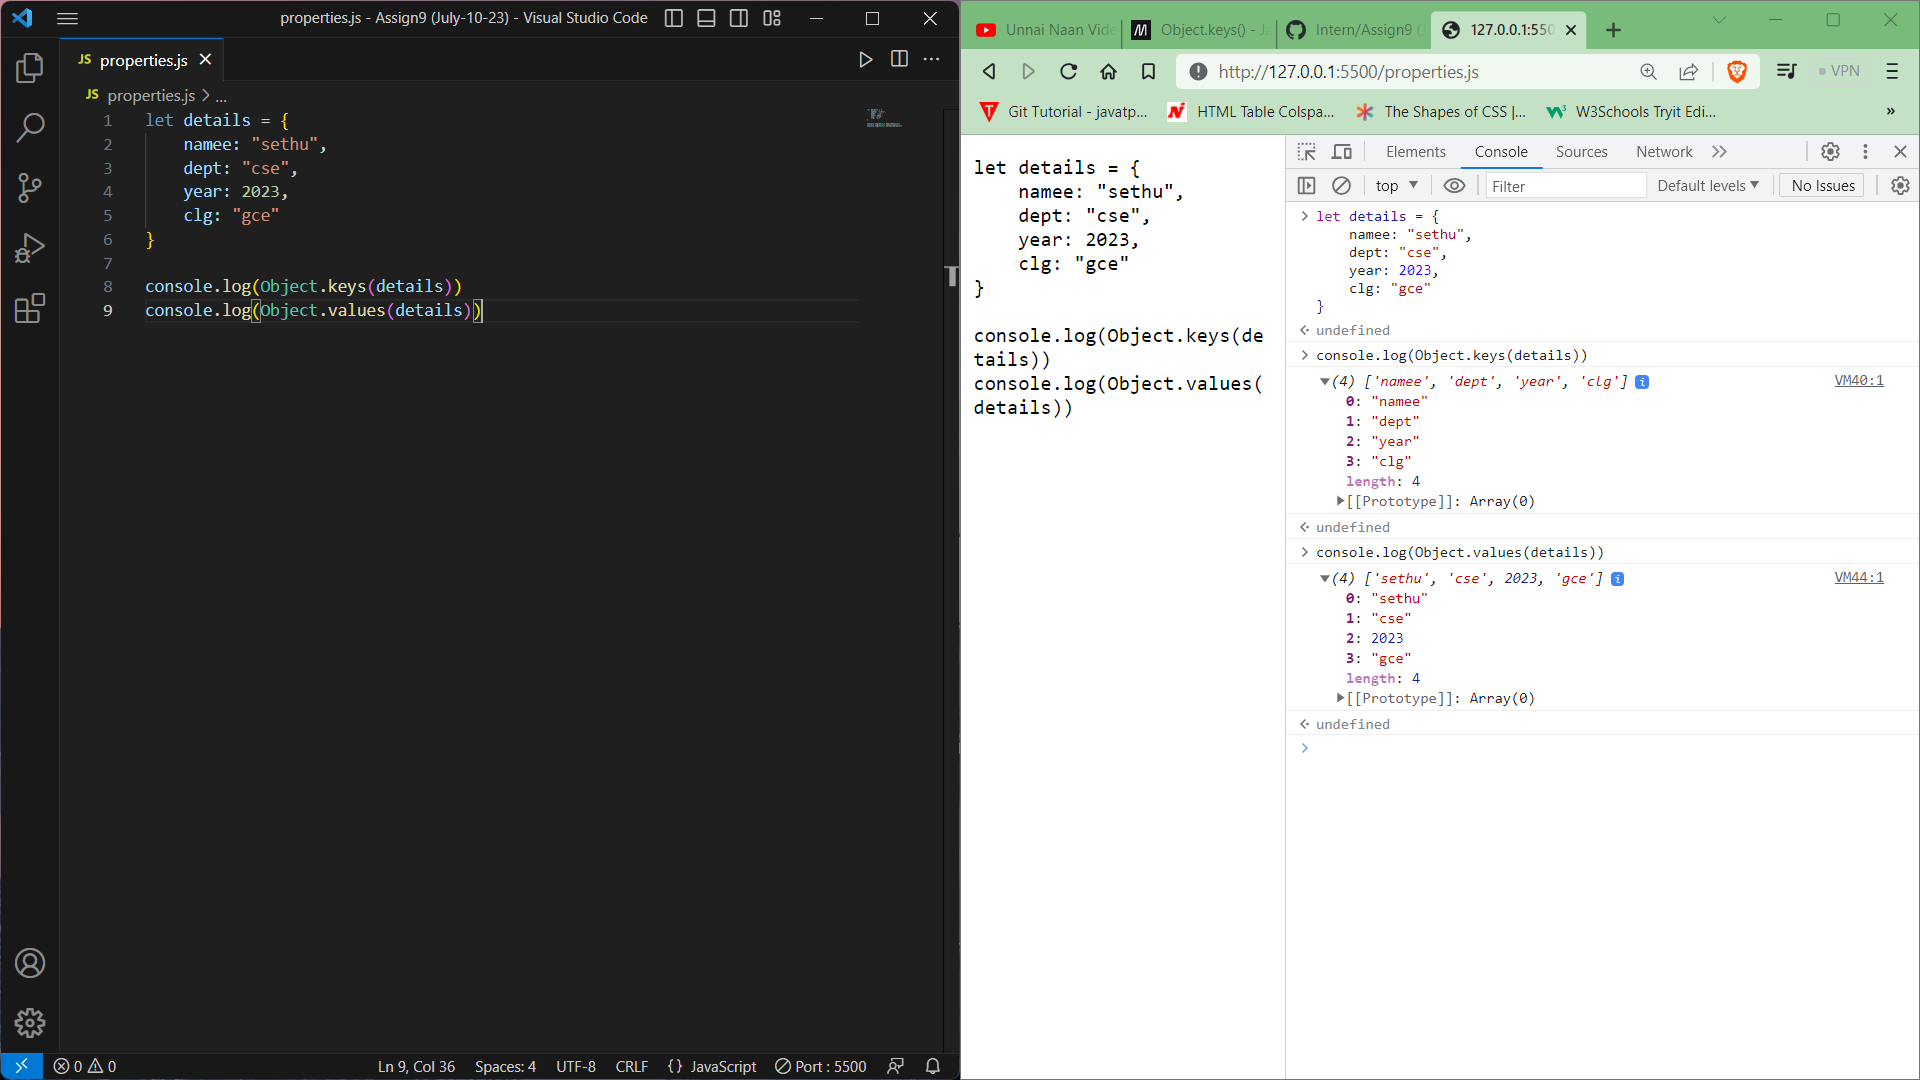 properties.js - Assign9 (July-10-23) - Visual Studio Code
JS properties.js
JS properties.js > ...
1 let details = {
2 namee: "sethu",
3 dept: "cse",
4 year: 2023,
5 clg: "gce"
6 }
7
8 console.log(Object.keys(details))
9 console.log(Object.values(details))
0 0 Ln 9, Col 36 Spaces: 4 UTF-8 CRLF {} JavaScript Port : 5500
Unnai Naan Vide
Object.keys() - Ja
Intern/Assign9 (
127.0.0.1:550
http://127.0.0.1:5500/properties.js
VPN
Git Tutorial - javatp...
HTML Table Colspa...
The Shapes of CSS |...
W3Schools Tryit Edi...
»
let details = {
namee: "sethu",
dept: "cse",
year: 2023,
clg: "gce"
}
console.log(Object.keys(de
tails))
console.log(Object.values(
details))
Elements Console Sources Network
top Filter Default levels No Issues
let details = {
namee: "sethu",
dept: "cse",
year: 2023,
clg: "gce"
}
undefined
console.log(Object.keys(details))
(4) ['namee', 'dept', 'year', 'clg'] i VM40:1
0: "namee"
1: "dept"
2: "year"
3: "clg"
length: 4
[[Prototype]]: Array(0)
undefined
console.log(Object.values(details))
(4) ['sethu', 'cse', 2023, 'gce'] i VM44:1
0: "sethu"
1: "cse"
2: 2023
3: "gce"
length: 4
[[Prototype]]: Array(0)
undefined